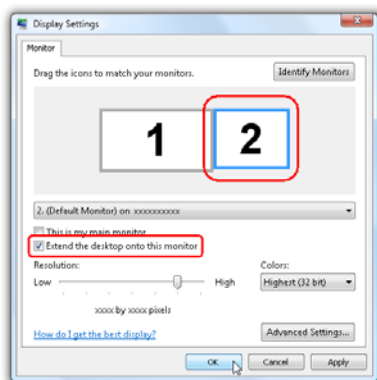 Display Settings
Monitor
Drag the icons to match your monitors.
Identify Monitors
1
2
2. (Default Monitor) on xxxxxxxxxx
This is my main monitor
Extend the desktop onto this monitor
Resolution:
Colors:
Low
High
Highest (32 bit)
xxxx by xxxx pixels
How do I get the best display?
Advanced Settings...
OK
Cancel
Apply